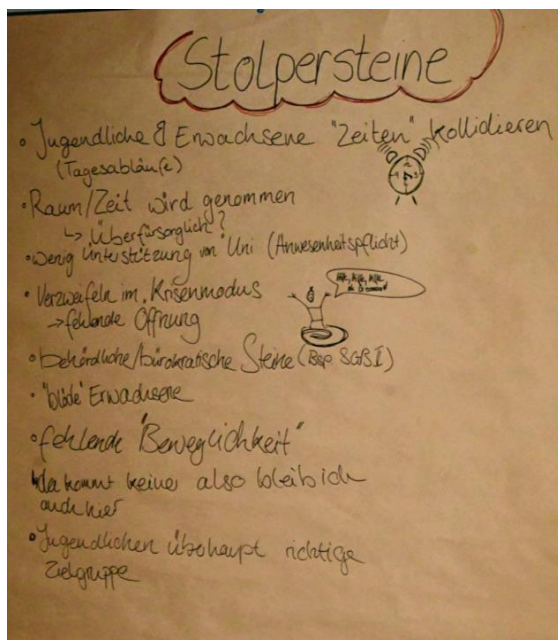 Stolpersteine
• Jugendliche & Erwachsene "Zeiten" kollidieren
(Tagesabläufe)
• Raum/Zeit wird genommen
↳ Überfürsorglich?
• wenig Unterstützung von Uni (Anwesenheitspflicht)
• Verzweifeln im Krisenmodus
→ fehlende Öffnung
• behördliche/bürokratische Steine (Bsp SGB I)
• "blöde" Erwachsene
• fehlende "Beweglichkeit"
↳ da kommt keiner also bleib ich
auch hier
• Jugendlichen überhaupt richtige
Zielgruppe